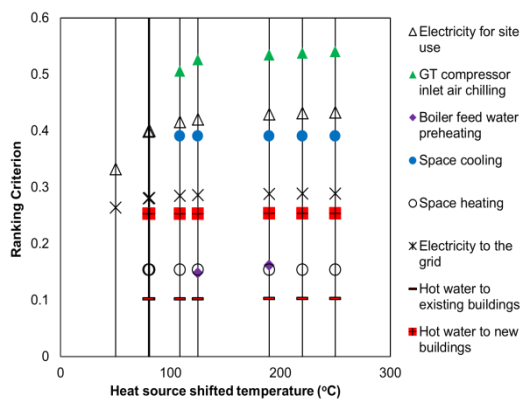 0.6
0.5
0.4
0.3
0.2
0.1
0
Ranking Criterion
0
100
200
300
Heat source shifted temperature (ºC)
Electricity for site
use
GT compressor
inlet air chilling
Boiler feed water
preheating
Space cooling
Space heating
Electricity to the
grid
Hot water to
existing buildings
Hot water to new
buildings